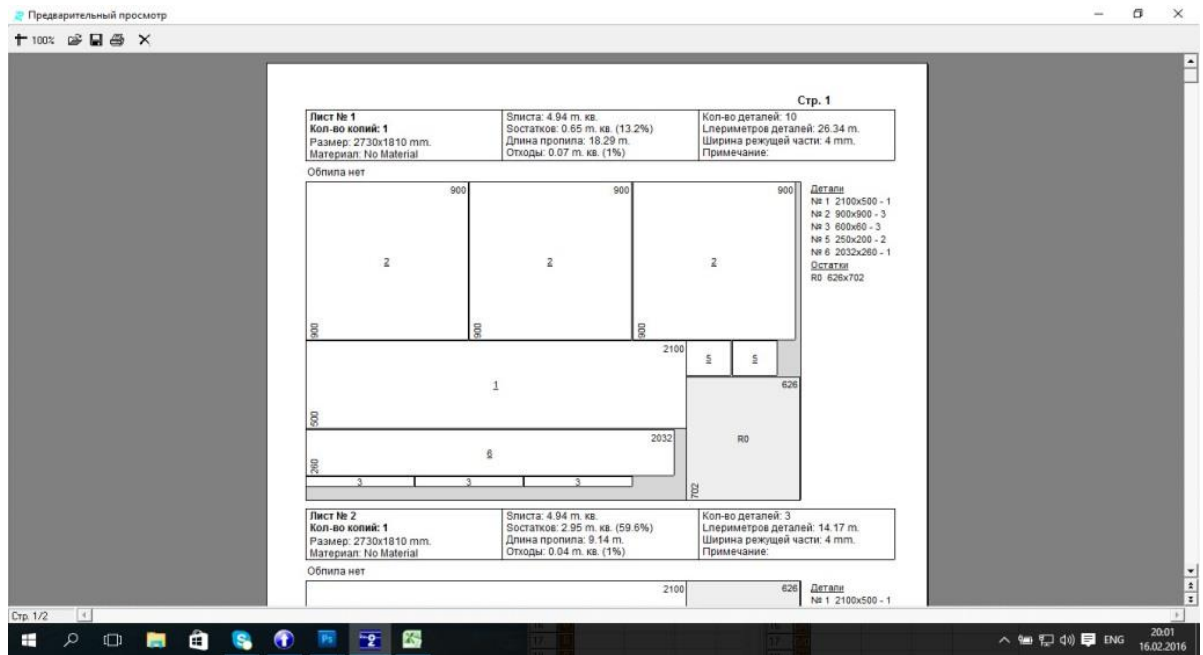 Предварительный просмотр
100%
Стр. 1
Лист № 1
Кол-во копий: 1
Размер: 2730x1810 mm.
Материал: No Material
Sлиста: 4.94 m. кв.
Sостатков: 0.65 m. кв. (13.2%)
Длина пропила: 18.29 m.
Отходы: 0.07 m. кв. (1%)
Кол-во деталей: 10
Lпериметров деталей: 26.34 m.
Ширина режущей части: 4 mm.
Примечание:
Обпила нет
900
900
900
2
2
2
900
900
900
Детали
№ 1 2100x500 - 1
№ 2 900x900 - 3
№ 3 600x60 - 3
№ 5 250x200 - 2
№ 6 2032x260 - 1
Остатки
R0 626x702
2100
5
5
1
626
500
2032
R0
6
260
3
3
3
702
Лист № 2
Кол-во копий: 1
Размер: 2730x1810 mm.
Материал: No Material
Sлиста: 4.94 m. кв.
Sостатков: 2.95 m. кв. (59.6%)
Длина пропила: 9.14 m.
Отходы: 0.04 m. кв. (1%)
Кол-во деталей: 3
Lпериметров деталей: 14.17 m.
Ширина режущей части: 4 mm.
Примечание:
Обпила нет
2100
626
Детали
№ 1 2100x500 - 1
Стр. 1/2
Ps
2
17
17
ENG
20:01
16.02.2016